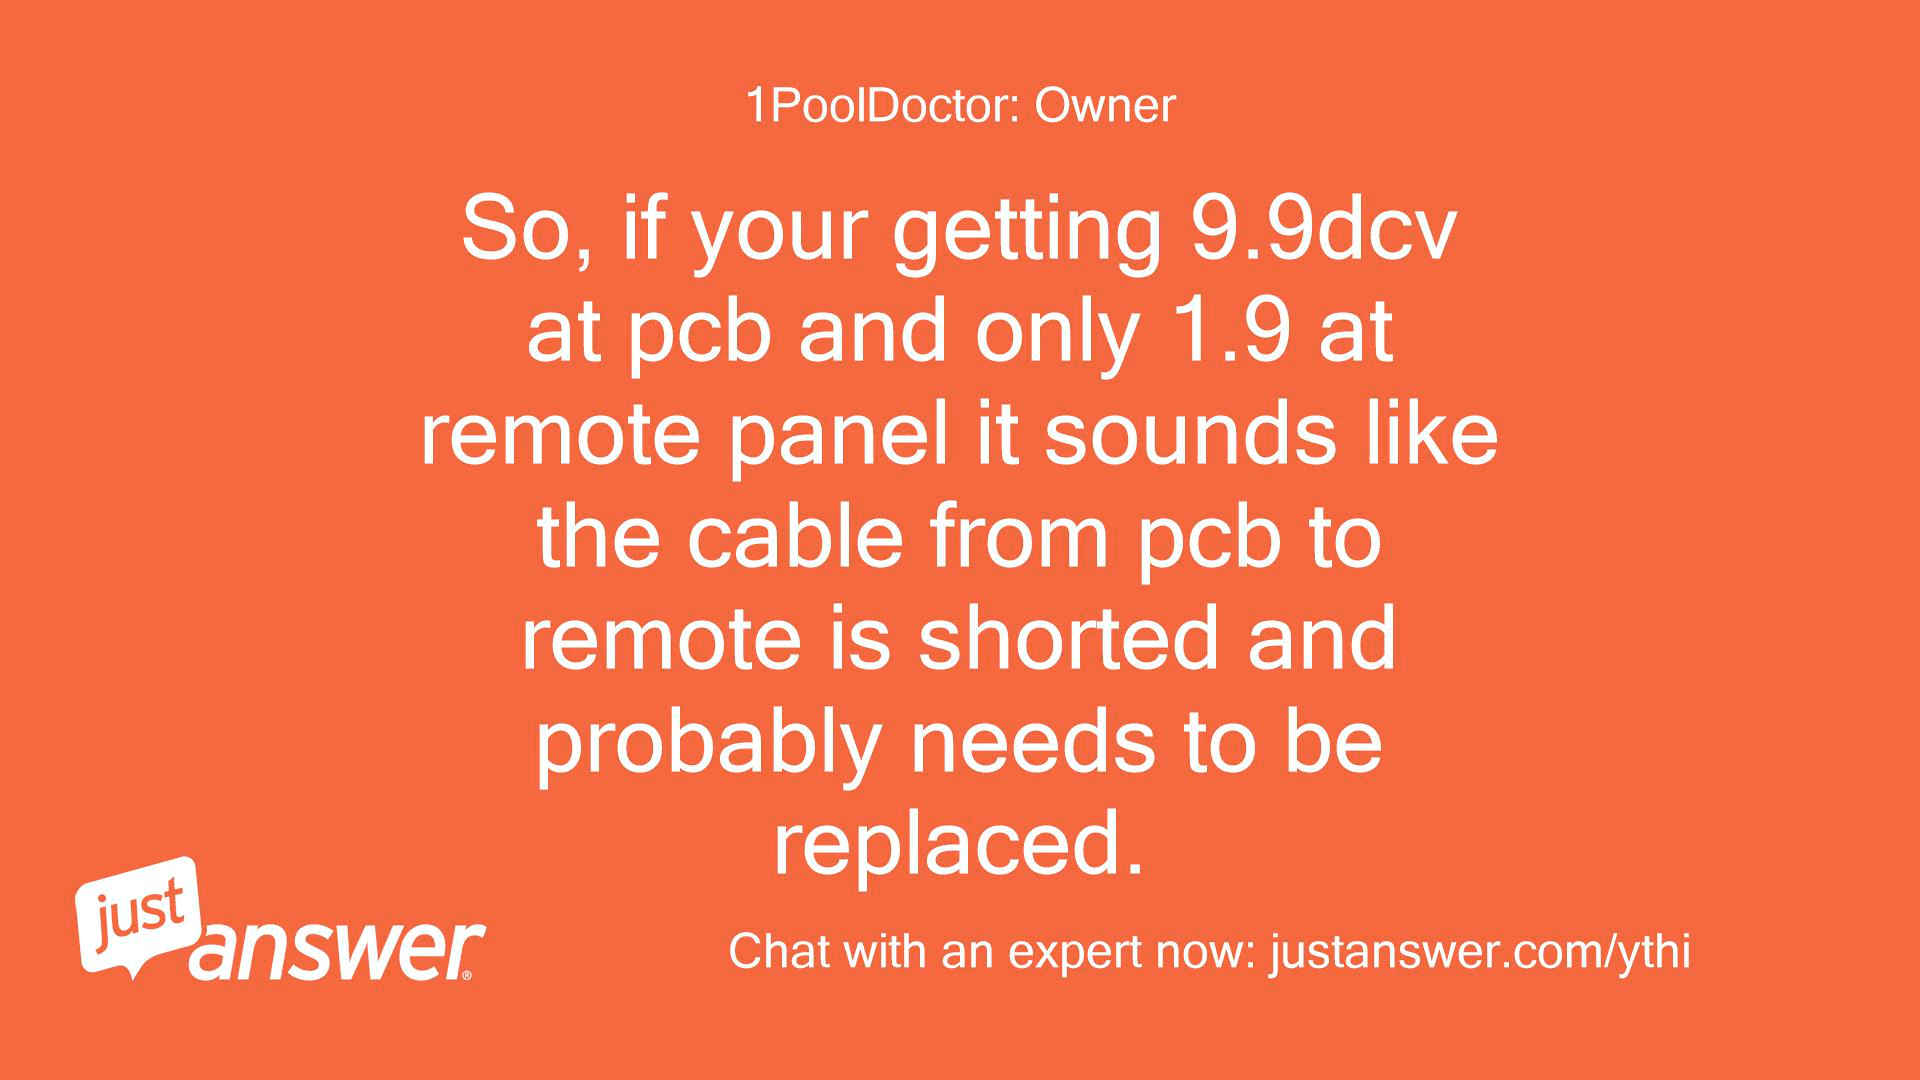 1PoolDoctor: Owner
So, if your getting 9.9dcv
at pcb and only 1.9 at
remote panel it sounds like
the cable from pcb to
remote is shorted and
probably needs to be
replaced.
just
answer®
Chat with an expert now: justanswer.com/ythi